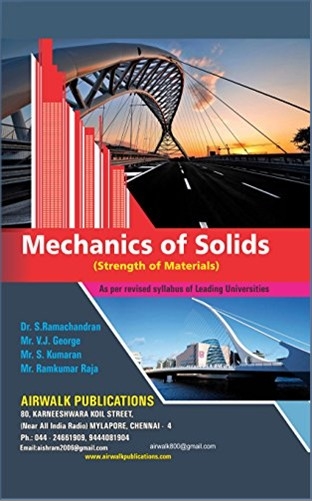 Mechanics of Solids
(Strength of Materials)
As per revised syllabus of Leading Universities
Dr. S.Ramachandran
Mr. V.J. George
Mr. S. Kumaran
Mr. Ramkumar Raja
AIRWALK PUBLICATIONS
80, KARNEESHWARA KOIL STREET,
(Near All India Radio) MYLAPORE, CHENNAI - 4
Ph.: 044 - 24661909, 9444081904
Email:aishram2006@gmail.com airwalk800@gmail.com
www.airwalkpublications.com